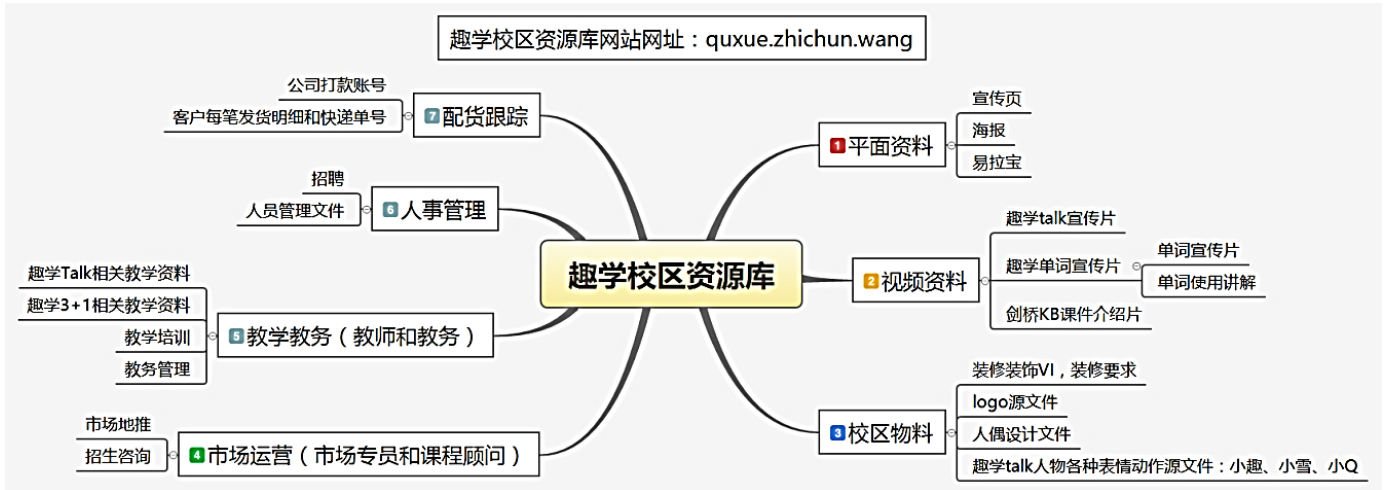 趣学校区资源库网站网址：quxue.zhichun.wang
趣学校区资源库
1 平面资料
宣传页
海报
易拉宝
2 视频资料
趣学talk宣传片
趣学单词宣传片
单词宣传片
单词使用讲解
剑桥KB课件介绍片
3 校区物料
装修装饰VI，装修要求
logo源文件
人偶设计文件
趣学talk人物各种表情动作源文件：小趣、小雪、小Q
4 市场运营（市场专员和课程顾问）
市场地推
招生咨询
5 教学教务（教师和教务）
趣学Talk相关教学资料
趣学3+1相关教学资料
教学培训
教务管理
6 人事管理
招聘
人员管理文件
7 配货跟踪
公司打款账号
客户每笔发货明细和快递单号